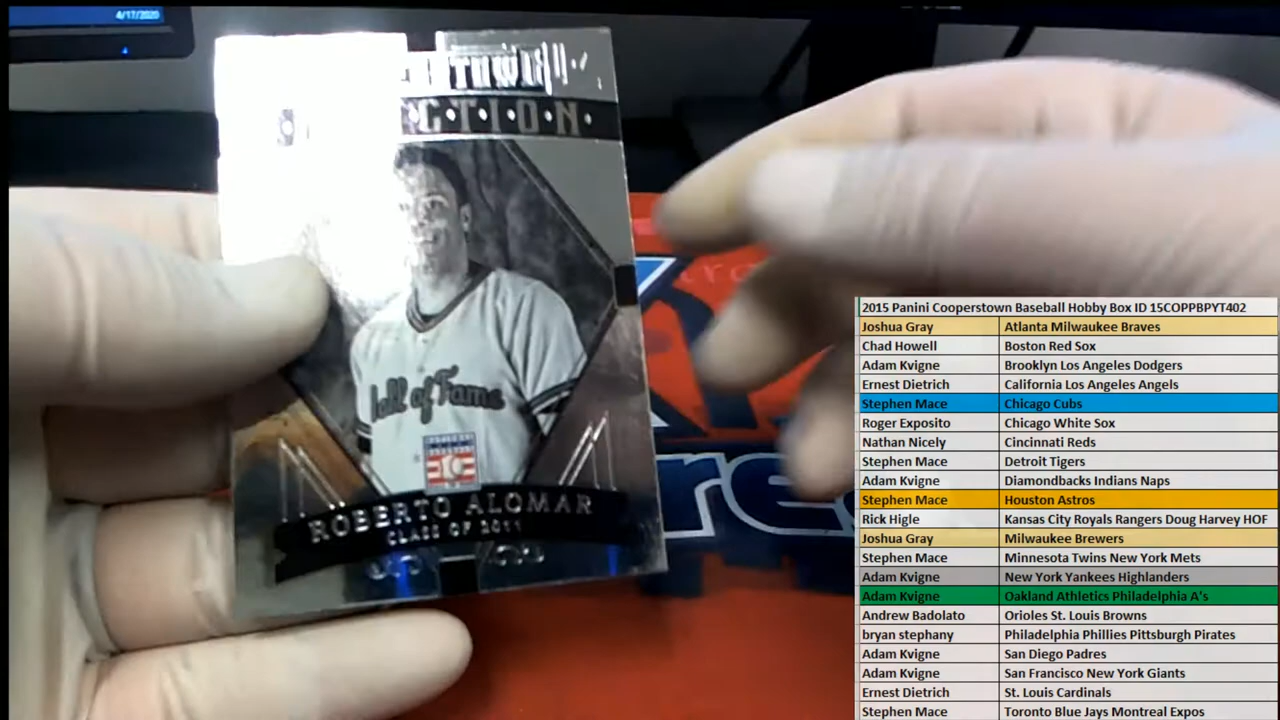 4/17/2020
CTION
Hall of Fame
ROBERTO ALOMAR
CLASS OF 2011
2015 Panini Cooperstown Baseball Hobby Box ID 15COPPBPYT402
Joshua Gray Atlanta Milwaukee Braves
Chad Howell Boston Red Sox
Adam Kvigne Brooklyn Los Angeles Dodgers
Ernest Dietrich California Los Angeles Angels
Stephen Mace Chicago Cubs
Roger Exposito Chicago White Sox
Nathan Nicely Cincinnati Reds
Stephen Mace Detroit Tigers
Adam Kvigne Diamondbacks Indians Naps
Stephen Mace Houston Astros
Rick Higle Kansas City Royals Rangers Doug Harvey HOF
Joshua Gray Milwaukee Brewers
Stephen Mace Minnesota Twins New York Mets
Adam Kvigne New York Yankees Highlanders
Adam Kvigne Oakland Athletics Philadelphia A's
Andrew Badolato Orioles St. Louis Browns
bryan stephany Philadelphia Phillies Pittsburgh Pirates
Adam Kvigne San Diego Padres
Adam Kvigne San Francisco New York Giants
Ernest Dietrich St. Louis Cardinals
Stephen Mace Toronto Blue Jays Montreal Expos